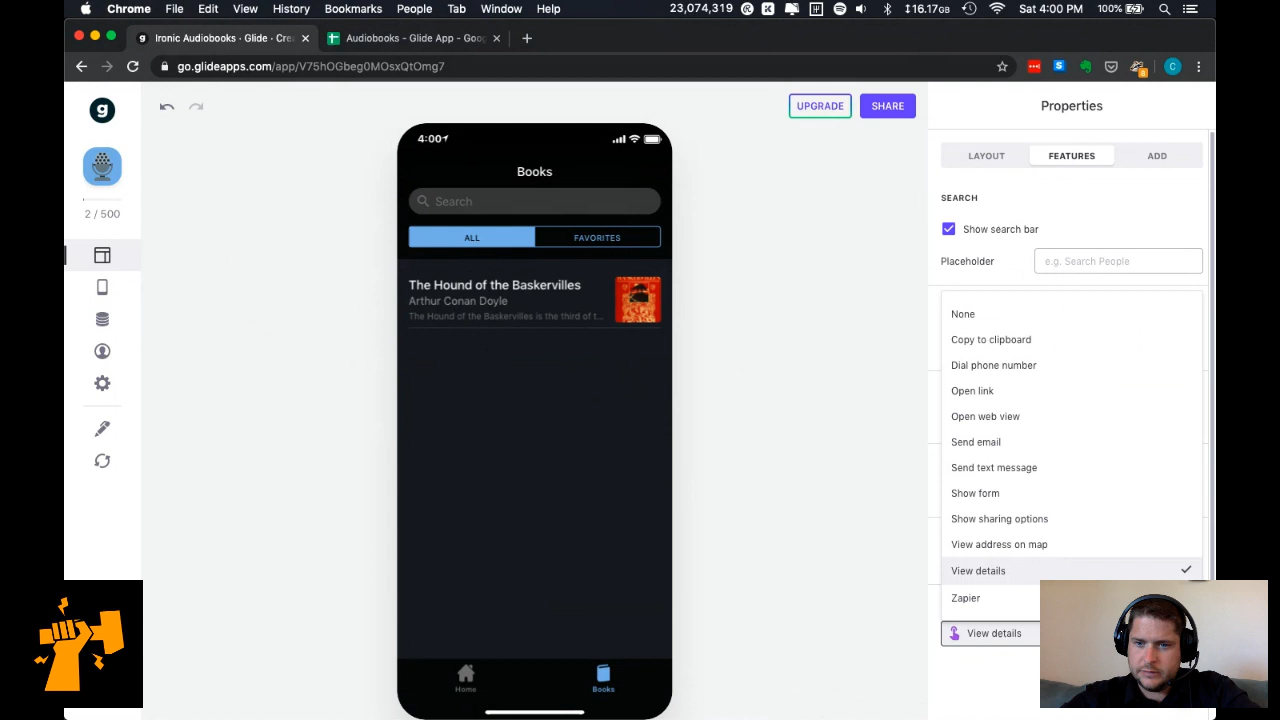 Chrome File Edit View History Bookmarks People Tab Window Help 23,074,319 16.17GB Sat 4:00 PM 100%
Ironic Audiobooks · Glide · Cre
Audiobooks - Glide App - Goo
go.glideapps.com/app/V75hOGbeg0MOsxQtOmg7
g
2 / 500
UPGRADE
SHARE
4:00
Books
Search
ALL
FAVORITES
The Hound of the Baskervilles
Arthur Conan Doyle
The Hound of the Baskervilles is the third of t...
Home
Books
Properties
LAYOUT
FEATURES
ADD
SEARCH
Show search bar
Placeholder
e.g. Search People
None
Copy to clipboard
Dial phone number
Open link
Open web view
Send email
Send text message
Show form
Show sharing options
View address on map
View details
Zapier
View details